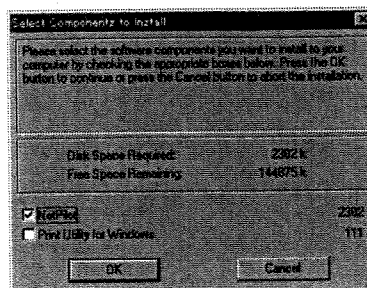 Select Components to Install
Please select the software components you want to install to your
computer by checking the appropriate boxes below. Press the OK
button to continue or press the Cancel button to abort the installation.
Disk Space Required: 2302 k
Free Space Remaining: 144875 k
NetPilot 2302
Print Utility for Windows 111
OK Cancel